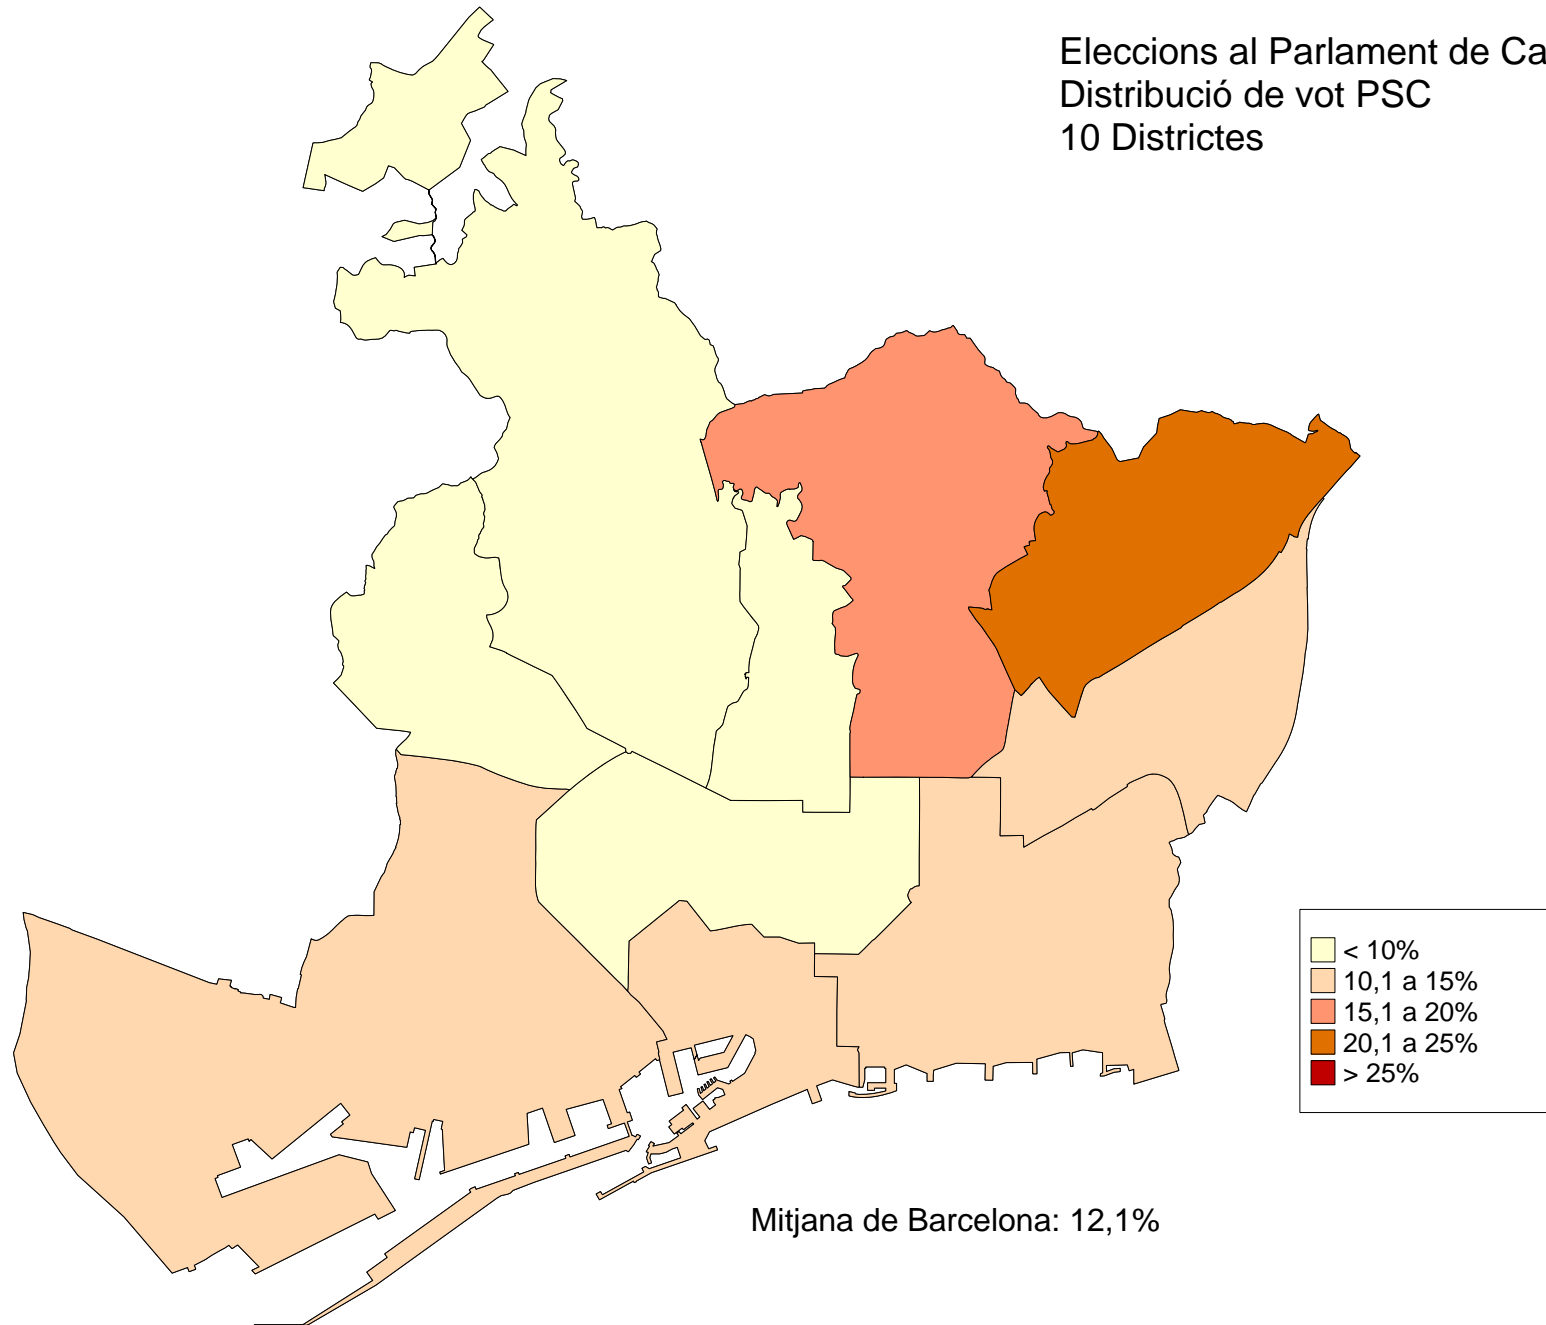 Eleccions al Parlament de Ca
Distribució de vot PSC
10 Districtes
< 10%
10,1 a 15%
15,1 a 20%
20,1 a 25%
> 25%
Mitjana de Barcelona: 12,1%